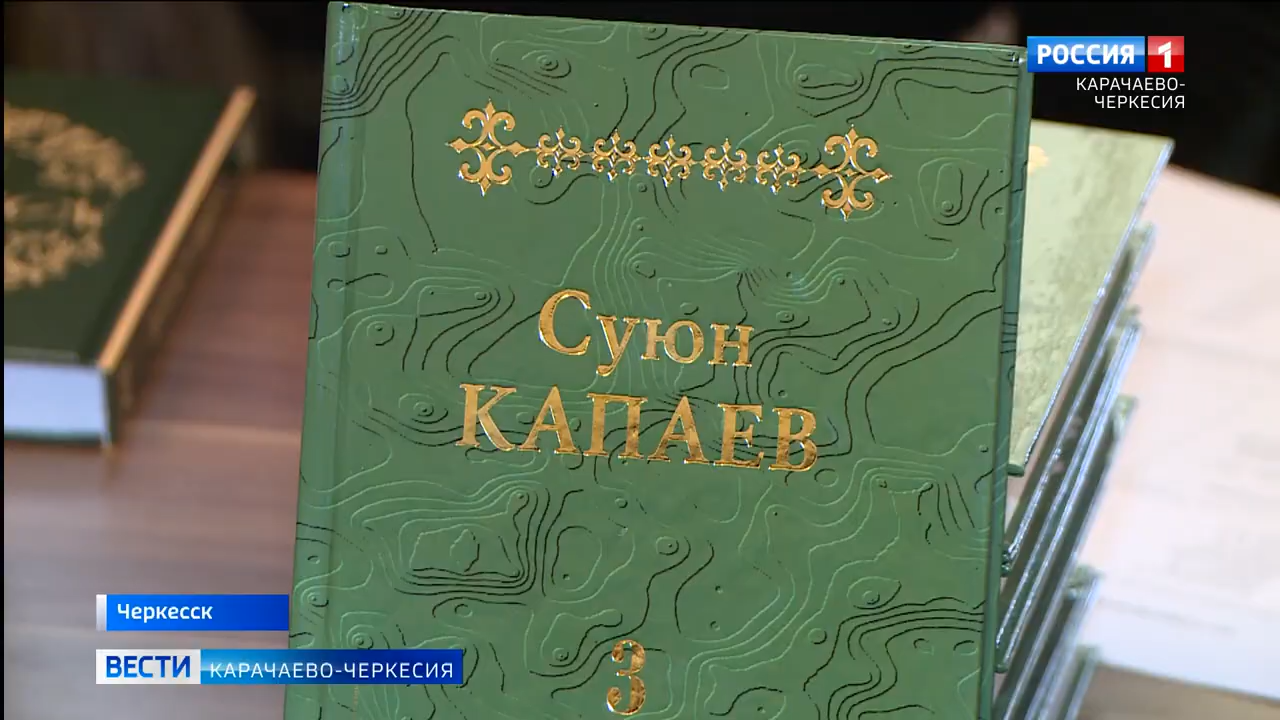 РОССИЯ 1
КАРАЧАЕВО-
ЧЕРКЕСИЯ
Суюн
КАПАЕВ
3
Черкесск
ВЕСТИ КАРАЧАЕВО-ЧЕРКЕСИЯ